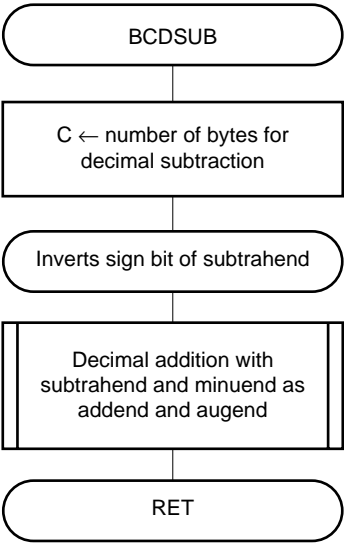 BCDSUB
C ← number of bytes for
decimal subtraction
Inverts sign bit of subtrahend
Decimal addition with
subtrahend and minuend as
addend and augend
RET